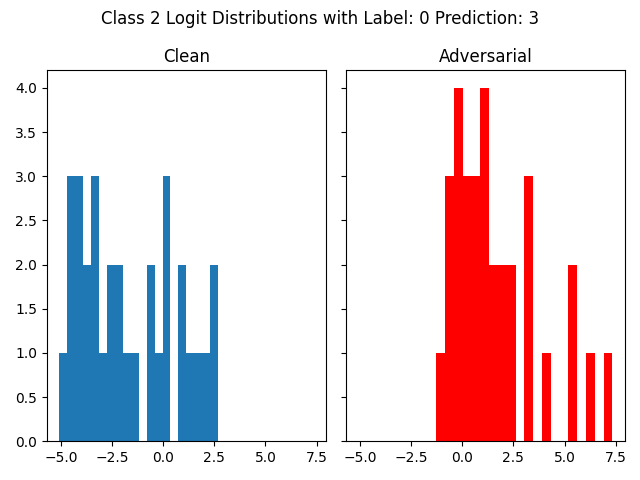 Class 2 Logit Distributions with Label: 0 Prediction: 3
Clean
Adversarial
4.0
3.5
3.0
2.5
2.0
1.5
1.0
0.5
0.0
−5.0 −2.5 0.0 2.5 5.0 7.5
−5.0 −2.5 0.0 2.5 5.0 7.5